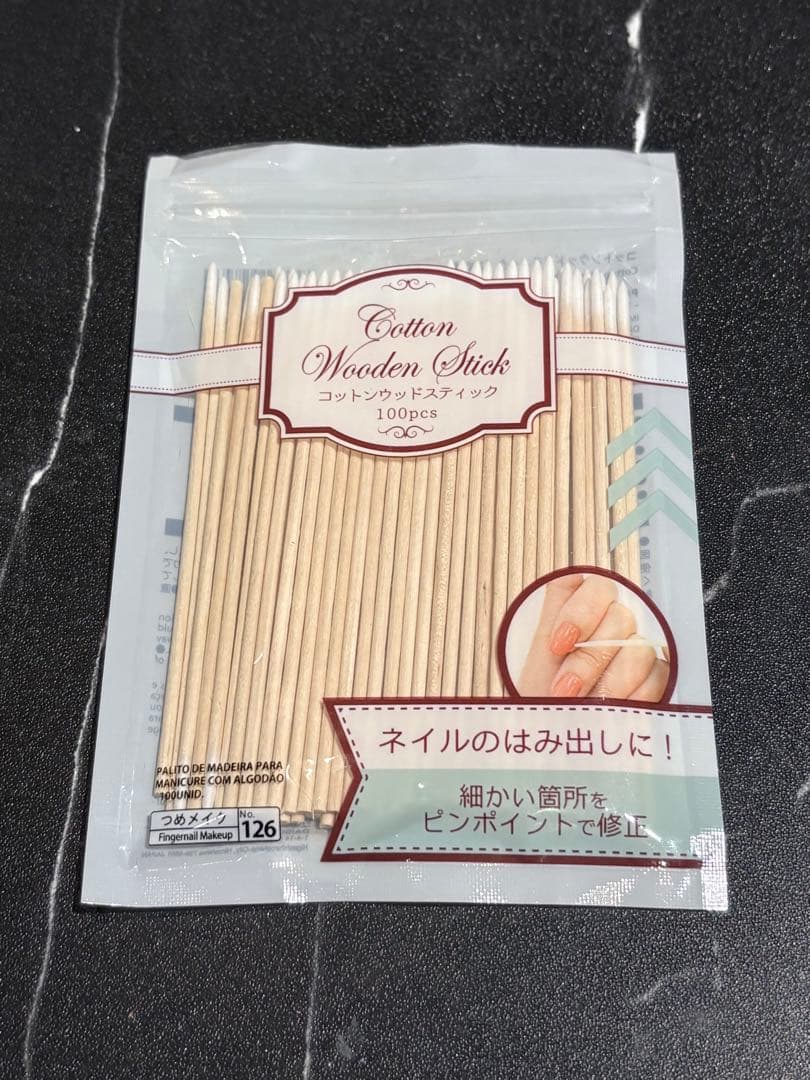 Cotton
Wooden Stick
コットンウッドスティック
100pcs
ネイルのはみ出しに！
細かい箇所を
ピンポイントで修正
PALITO DE MADEIRA PARA
MANICURE COM ALGODÃO
100UNID.
つめメイク
Fingernail Makeup
No.
126